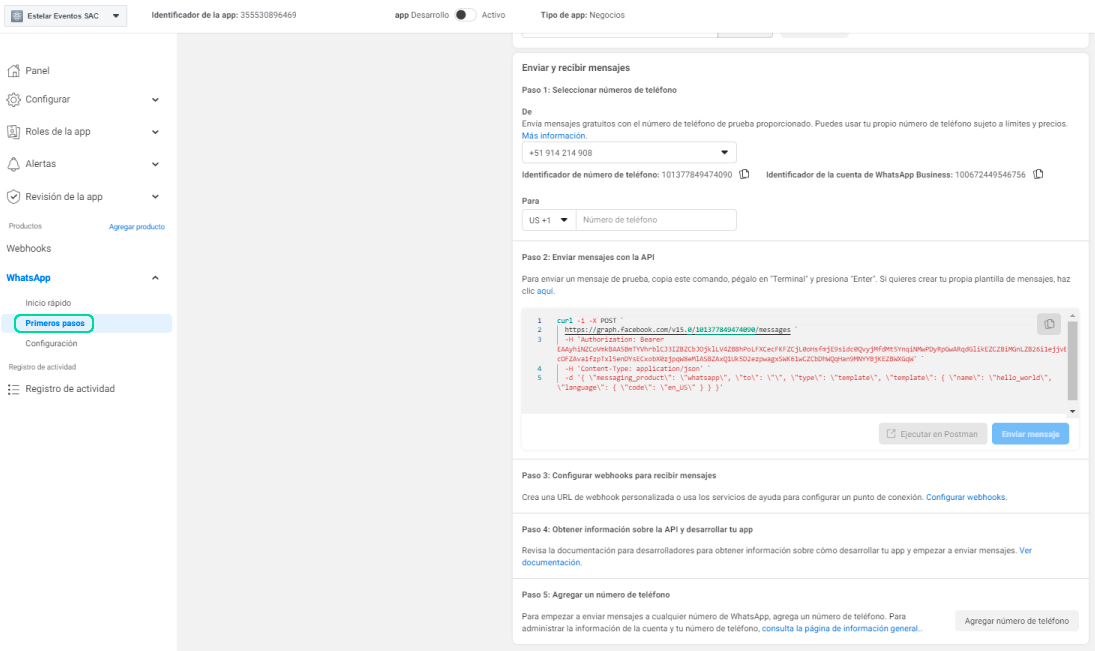 Estelar Eventos SAC
Identificador de la app: 355530896469
app Desarrollo
Activo
Tipo de app: Negocios
Panel
Configurar
Roles de la app
Alertas
Revisión de la app
Productos
Agregar producto
Webhooks
WhatsApp
Inicio rápido
Primeros pasos
Configuración
Registro de actividad
Registro de actividad
Enviar y recibir mensajes
Paso 1: Seleccionar números de teléfono
De
Envía mensajes gratuitos con el número de teléfono de prueba proporcionado. Puedes usar tu propio número de teléfono sujeto a límites y precios.
Más información.
+51 914 214 908
Identificador de número de teléfono: 101377849474090
Identificador de la cuenta de WhatsApp Business: 100672449546756
Para
US +1
Número de teléfono
Paso 2: Enviar mensajes con la API
Para enviar un mensaje de prueba, copia este comando, pégalo en "Terminal" y presiona "Enter". Si quieres crear tu propia plantilla de mensajes, haz
clic aquí.
1 curl -i -X POST `
2 https://graph.facebook.com/v15.0/101377849474090/messages `
3 -H 'Authorization: Bearer
4 -H 'Content-Type: application/json' `
5 -d '{ \"messaging_product\": \"whatsapp\", \"to\": \"\", \"type\": \"template\", \"template\": { \"name\": \"hello_world\",
\"language\": { \"code\": \"en_US\" } } }'
Ejecutar en Postman
Enviar mensaje
Paso 3: Configurar webhooks para recibir mensajes
Crea una URL de webhook personalizada o usa los servicios de ayuda para configurar un punto de conexión. Configurar webhooks.
Paso 4: Obtener información sobre la API y desarrollar tu app
Revisa la documentación para desarrolladores para obtener información sobre cómo desarrollar tu app y empezar a enviar mensajes. Ver
documentación.
Paso 5: Agregar un número de teléfono
Para empezar a enviar mensajes a cualquier número de WhatsApp, agrega un número de teléfono. Para
administrar la información de la cuenta y tu número de teléfono, consulta la página de información general..
Agregar número de teléfono